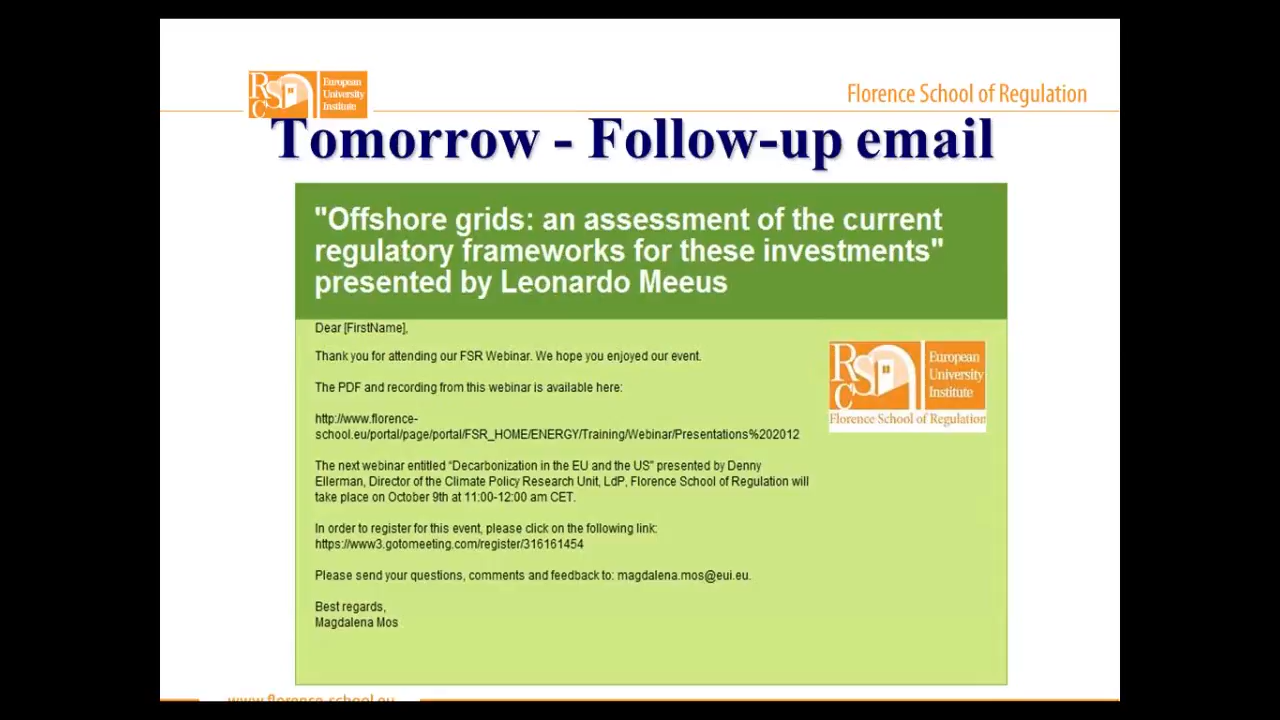 RSC
European
University
Institute
Florence School of Regulation
Tomorrow - Follow-up email
"Offshore grids: an assessment of the current
regulatory frameworks for these investments"
presented by Leonardo Meeus
Dear [FirstName],
Thank you for attending our FSR Webinar. We hope you enjoyed our event.
The PDF and recording from this webinar is available here:
http://www.florence-
school.eu/portal/page/portal/FSR_HOME/ENERGY/Training/Webinar/Presentations%202012
The next webinar entitled “Decarbonization in the EU and the US” presented by Denny
Ellerman, Director of the Climate Policy Research Unit, LdP, Florence School of Regulation will
take place on October 9th at 11:00-12:00 am CET.
In order to register for this event, please click on the following link:
https://www3.gotomeeting.com/register/316161454
Please send your questions, comments and feedback to: magdalena.mos@eui.eu.
Best regards,
Magdalena Mos
RSC
European
University
Institute
Florence School of Regulation
www.florence-school.eu